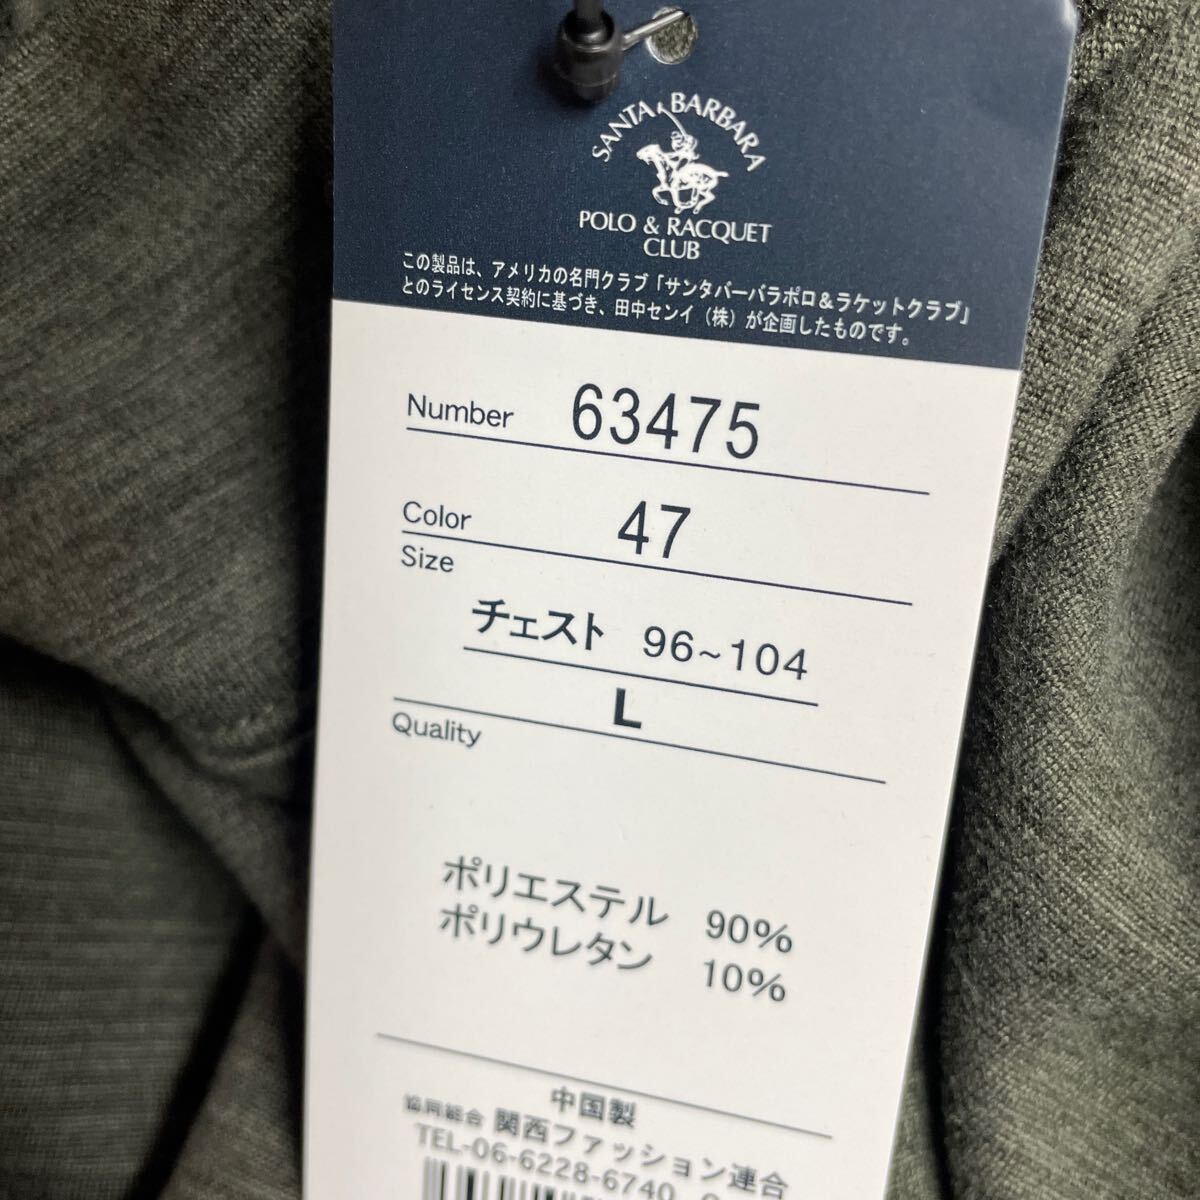 SANTA BARBARA
POLO & RACQUET
CLUB
この製品は、アメリカの名門クラブ「サンタバーバラポロ&ラケットクラブ」
とのライセンス契約に基づき、田中センイ(株)が企画したものです。
Number 63475
Color 47
Size
チェスト 96~104
L
Quality
ポリエステル 90%
ポリウレタン 10%
中国製
協同組合 関西ファッション連合
TEL-06-6228-6740